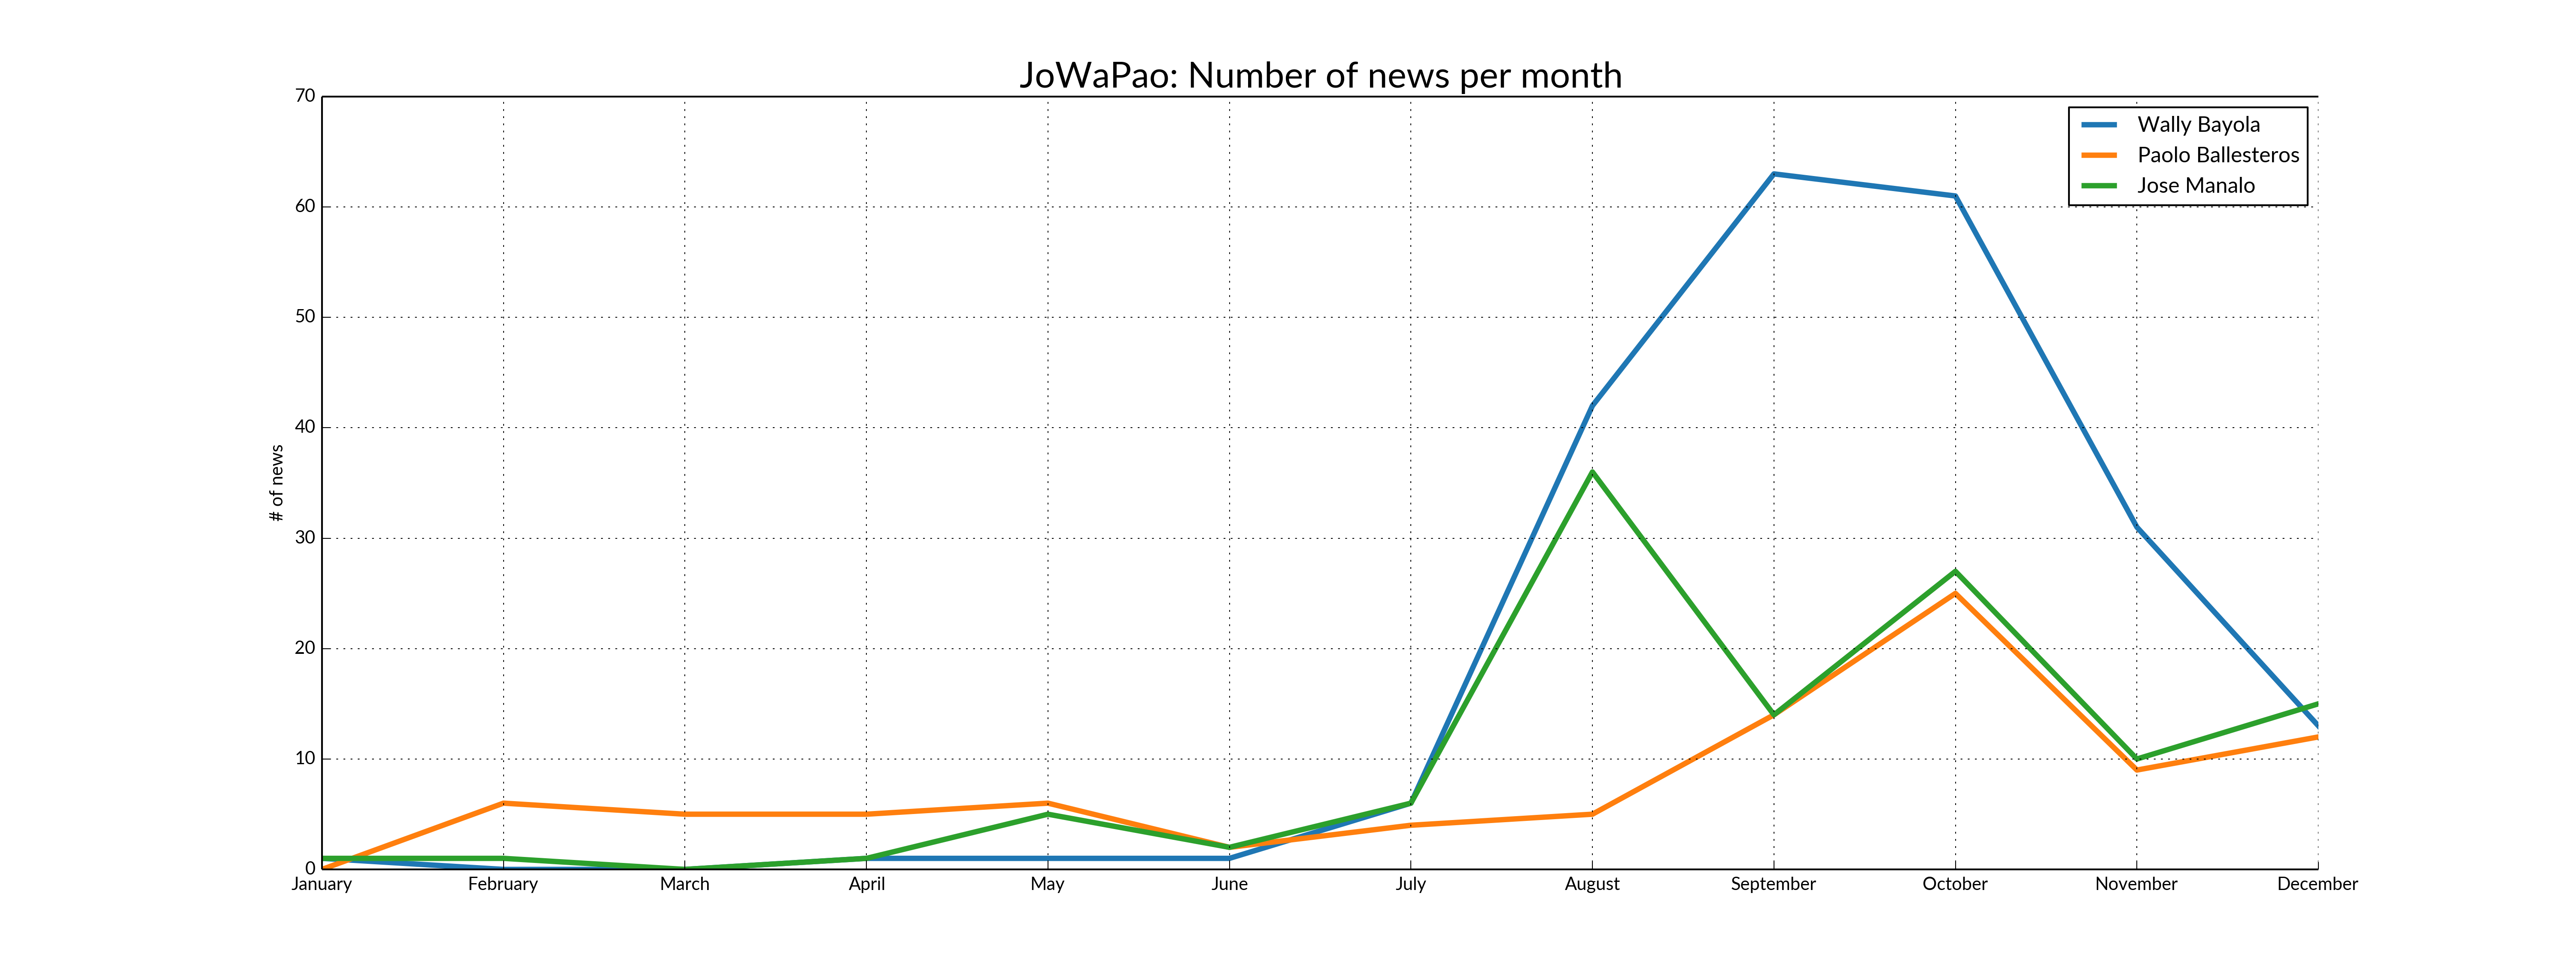 JoWaPao: Number of news per month
70
60
50
40
30
20
10
0
# of news
Wally Bayola
Paolo Ballesteros
Jose Manalo
January February March April May June July August September October November December